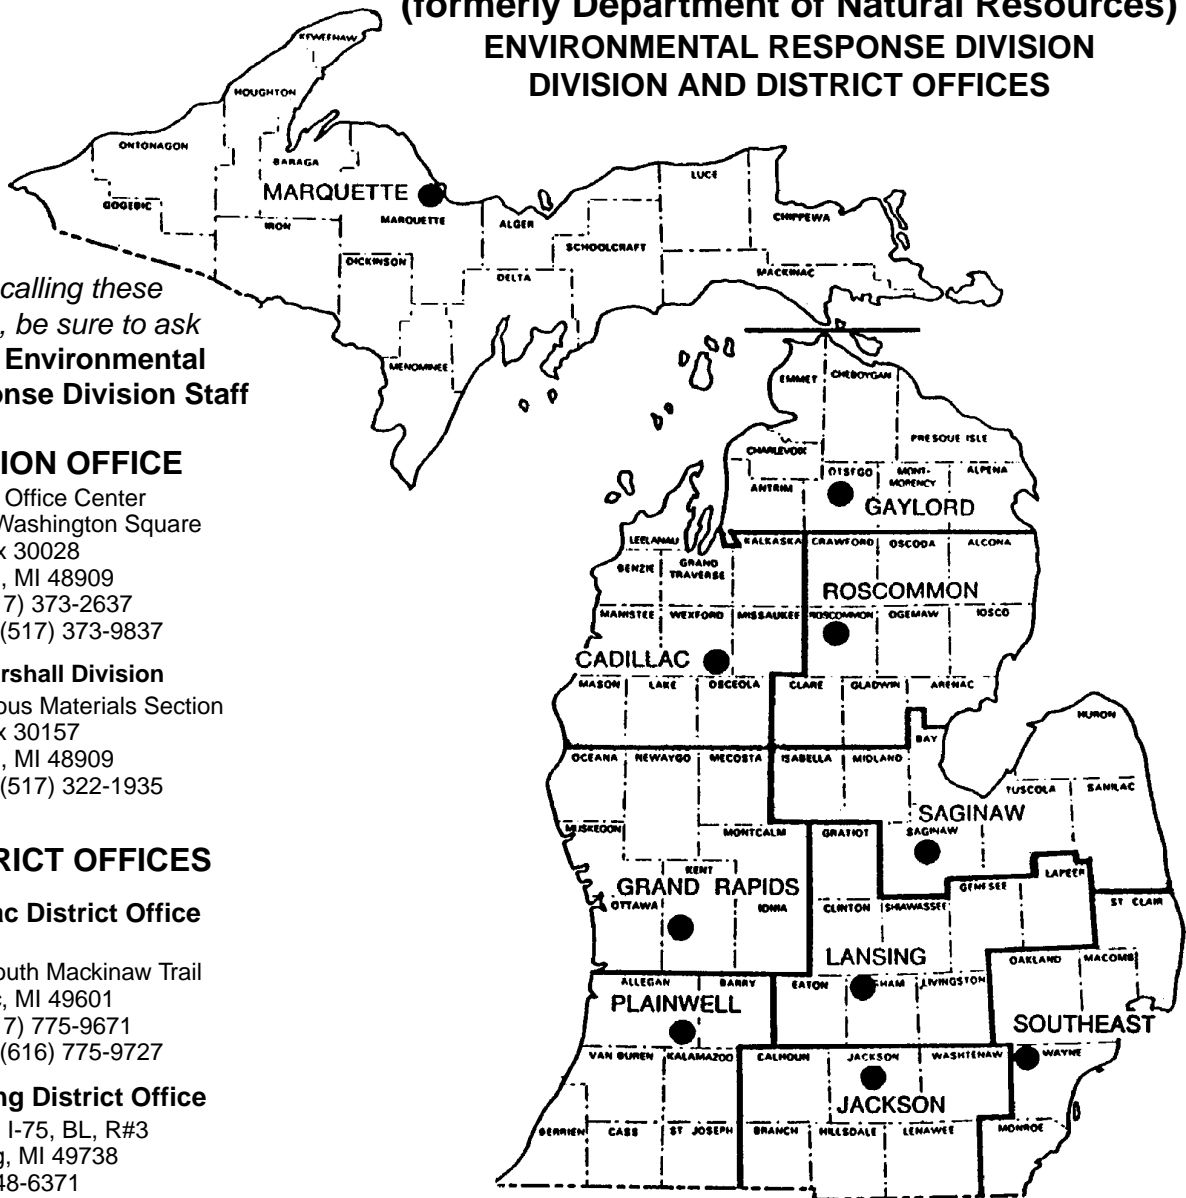 (formerly Department of Natural Resources)
ENVIRONMENTAL RESPONSE DIVISION
DIVISION AND DISTRICT OFFICES
KEWEENAW
HOUGHTON
ONTONAGON
BARAGA
MARQUETTE
GOGEBIC
IRON
MARQUETTE
ALGER
LUCE
CHIPPEWA
SCHOOLCRAFT
DICKINSON
DELTA
MACKINAC
MENOMINEE
calling these
, be sure to ask
Environmental
onse Division Staff
ION OFFICE
Office Center
Washington Square
x 30028
, MI 48909
7) 373-2637
(517) 373-9837
rshall Division
ous Materials Section
x 30157
, MI 48909
(517) 322-1935
RICT OFFICES
ac District Office
outh Mackinaw Trail
c, MI 49601
7) 775-9671
(616) 775-9727
ng District Office
I-75, BL, R#3
g, MI 49738
48-6371
EMMET
CHEBOYGAN
PRESQUE ISLE
CHARLEVOIX
OTSEGO
MONT-
MORENCY
ALPENA
ANTRIM
GAYLORD
LEELANAU
KALKASKA
CRAWFORD
OSCODA
ALCONA
BENZIE
GRAND
TRAVERSE
ROSCOMMON
MANISTEE
WEXFORD
MISSAUKEE
ROSCOMMON
OGEMAW
IOSCO
CADILLAC
MASON
LAKE
OSCEOLA
CLARE
GLADWIN
ARENAC
HURON
BAY
OCEANA
NEWAYGO
MECOSTA
ISABELLA
MIDLAND
TUSCOLA
SANILAC
SAGINAW
MUSKEGON
MONTCALM
GRATIOT
SAGINAW
KENT
LAPEER
GRAND RAPIDS
GENESEE
OTTAWA
IONIA
CLINTON
SHIAWASSEE
ST CLAIR
LANSING
OAKLAND
MACOMB
ALLEGAN
BARRY
EATON
HAM
LIVINGSTON
PLAINWELL
SOUTHEAST
VAN BUREN
KALAMAZOO
CALHOUN
JACKSON
WASHTENAW
WAYNE
JACKSON
BERRIEN
CASS
ST JOSEPH
BRANCH
HILLSDALE
LENAWEE
MONROE